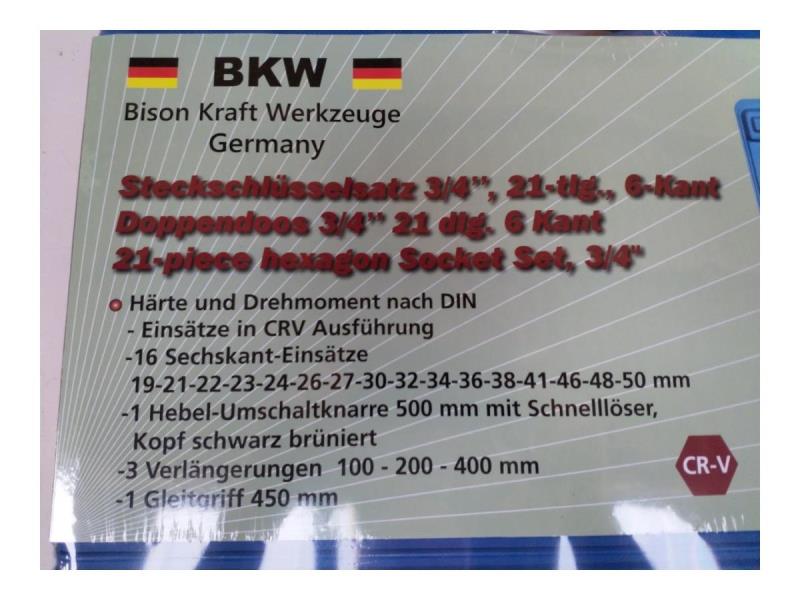 BKW
Bison Kraft Werkzeuge
Germany
Steckschlüsselsatz 3/4”, 21-tlg., 6-Kant
Doppendoos 3/4” 21 dlg. 6 Kant
21-piece hexagon Socket Set, 3/4"
Härte und Drehmoment nach DIN
- Einsätze in CRV Ausführung
-16 Sechskant-Einsätze
19-21-22-23-24-26-27-30-32-34-36-38-41-46-48-50 mm
-1 Hebel-Umschaltknarre 500 mm mit Schnelllöser,
Kopf schwarz brüniert
-3 Verlängerungen 100 - 200 - 400 mm
CR-V
-1 Gleitgriff 450 mm